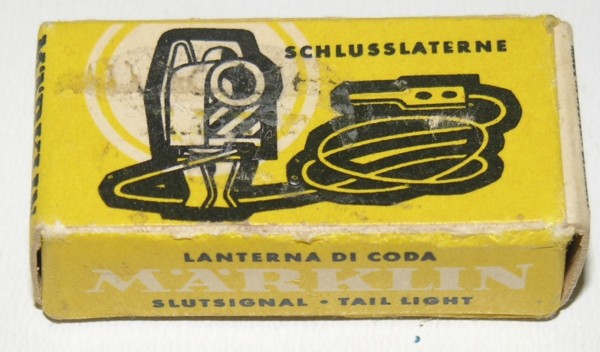 SCHLUSSLATERNE
LANTERNA DI CODA
MÄRKLIN
SLUTSIGNAL • TAIL LIGHT